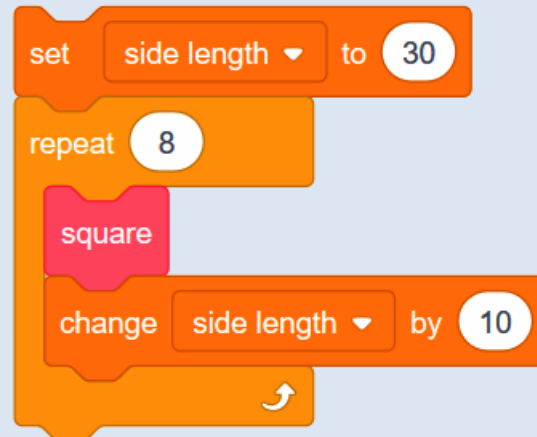 set side length to 30
repeat 8
square
change side length by 10